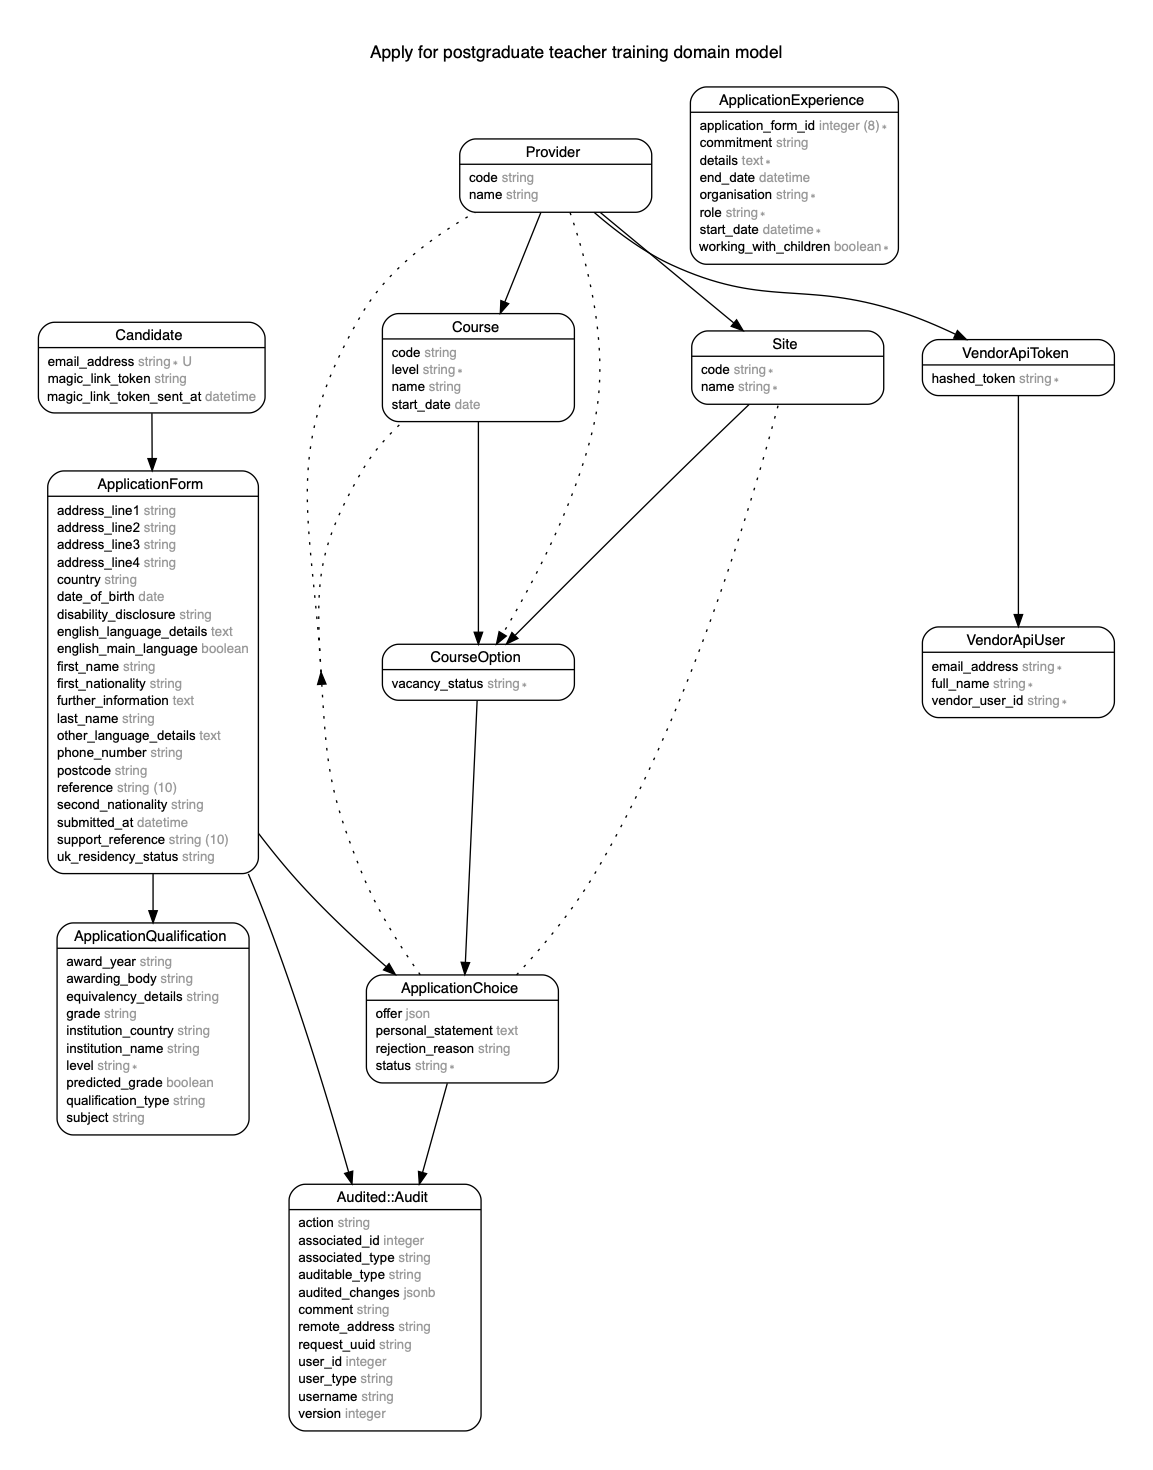 Apply for postgraduate teacher training domain model
ApplicationExperience
application_form_id integer (8) ∗
commitment string
details text ∗
end_date datetime
organisation string ∗
role string ∗
start_date datetime ∗
working_with_children boolean ∗
Provider
code string
name string
Candidate
email_address string ∗ U
magic_link_token string
magic_link_token_sent_at datetime
Course
code string
level string ∗
name string
start_date date
Site
code string ∗
name string ∗
VendorApiToken
hashed_token string ∗
ApplicationForm
address_line1 string
address_line2 string
address_line3 string
address_line4 string
country string
date_of_birth date
disability_disclosure string
english_language_details text
english_main_language boolean
first_name string
first_nationality string
further_information text
last_name string
other_language_details text
phone_number string
postcode string
reference string (10)
second_nationality string
submitted_at datetime
support_reference string (10)
uk_residency_status string
CourseOption
vacancy_status string ∗
VendorApiUser
email_address string ∗
full_name string ∗
vendor_user_id string ∗
ApplicationQualification
award_year string
awarding_body string
equivalency_details string
grade string
institution_country string
institution_name string
level string ∗
predicted_grade boolean
qualification_type string
subject string
ApplicationChoice
offer json
personal_statement text
rejection_reason string
status string ∗
Audited::Audit
action string
associated_id integer
associated_type string
auditable_type string
audited_changes jsonb
comment string
remote_address string
request_uuid string
user_id integer
user_type string
username string
version integer